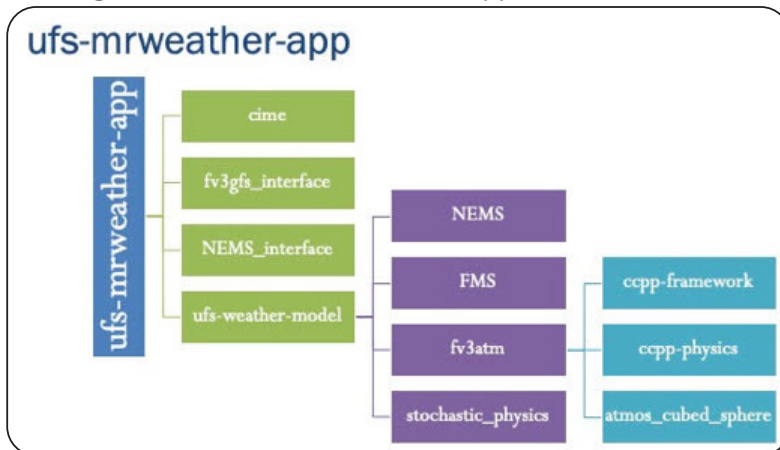 ufs-mrweather-app
ufs-mrweather-app
cime
fv3gfs_interface
NEMS_interface
ufs-weather-model
NEMS
FMS
fv3atm
stochastic_physics
ccpp-framework
ccpp-physics
atmos_cubed_sphere